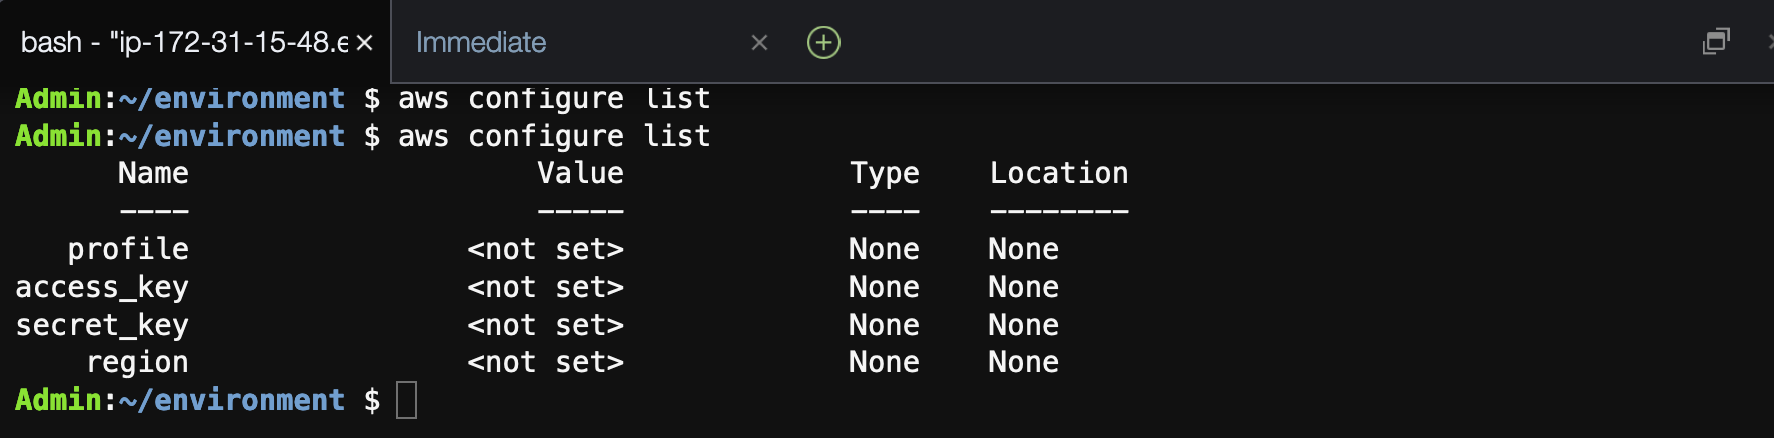 bash - "ip-172-31-15-48.e × Immediate ×
Admin:~/environment $ aws configure list
Admin:~/environment $ aws configure list
Name Value Type Location
---- ----- ---- --------
profile <not set> None None
access_key <not set> None None
secret_key <not set> None None
region <not set> None None
Admin:~/environment $